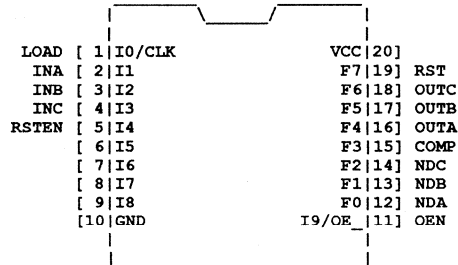 LOAD [ 1|I0/CLK VCC|20]
INA [ 2|I1 F7|19] RST
INB [ 3|I2 F6|18] OUTC
INC [ 4|I3 F5|17] OUTB
RSTEN [ 5|I4 F4|16] OUTA
[ 6|I5 F3|15] COMP
[ 7|I6 F2|14] NDC
[ 8|I7 F1|13] NDB
[ 9|I8 F0|12] NDA
[10|GND I9/OE_|11] OEN